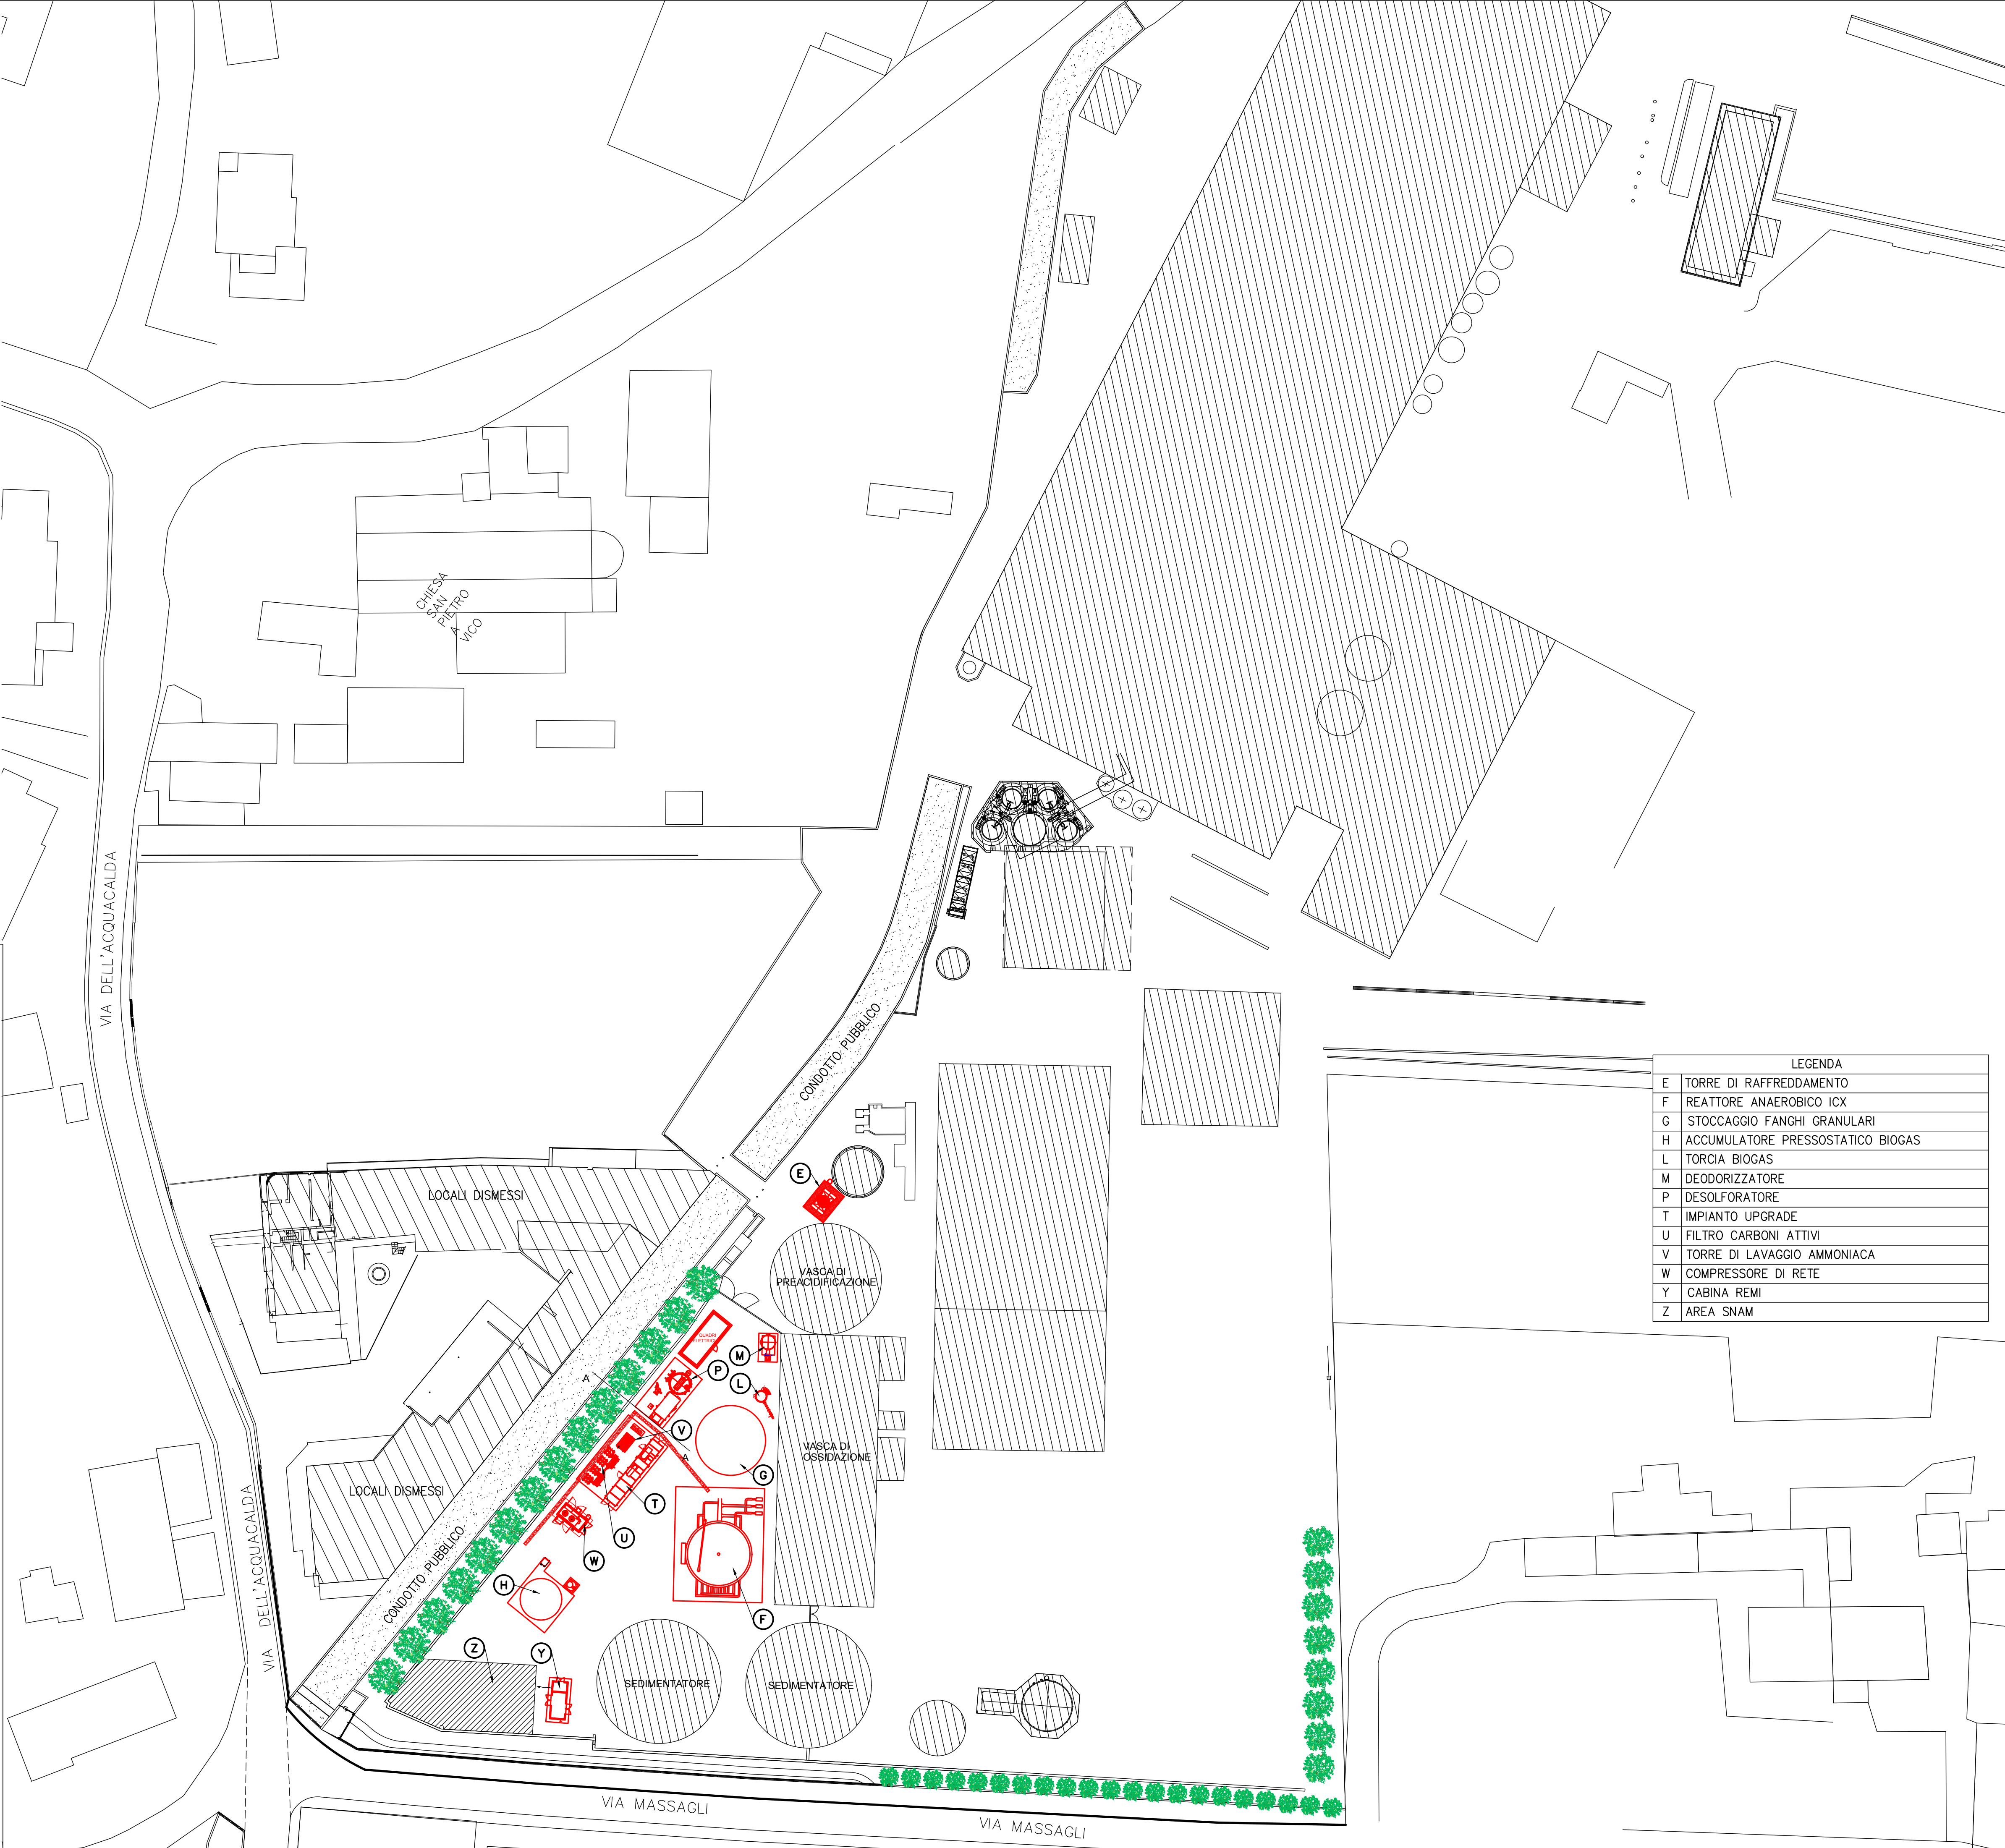 CHIESA
SAN
PIETRO
A
VICO
VIA DELL'ACQUACALDA
CONDOTTO PUBBLICO
LEGENDA
E TORRE DI RAFFREDDAMENTO
F REATTORE ANAEROBICO ICX
G STOCCAGGIO FANGHI GRANULARI
H ACCUMULATORE PRESSOSTATICO BIOGAS
L TORCIA BIOGAS
M DEODORIZZATORE
P DESOLFORATORE
T IMPIANTO UPGRADE
U FILTRO CARBONI ATTIVI
V TORRE DI LAVAGGIO AMMONIACA
W COMPRESSORE DI RETE
Y CABINA REMI
Z AREA SNAM
E
LOCALI DISMESSI
VASCA DI
PREACIDIFICAZIONE
QUADRI
ELETTRICI
M
P
A
L
V
VASCA DI
OSSIDAZIONE
A
G
LOCALI DISMESSI
T
U
W
CONDOTTO PUBBLICO
VIA DELL'ACQUACALDA
H
F
Z
Y
SEDIMENTATORE
SEDIMENTATORE
VIA MASSAGLI
VIA MASSAGLI